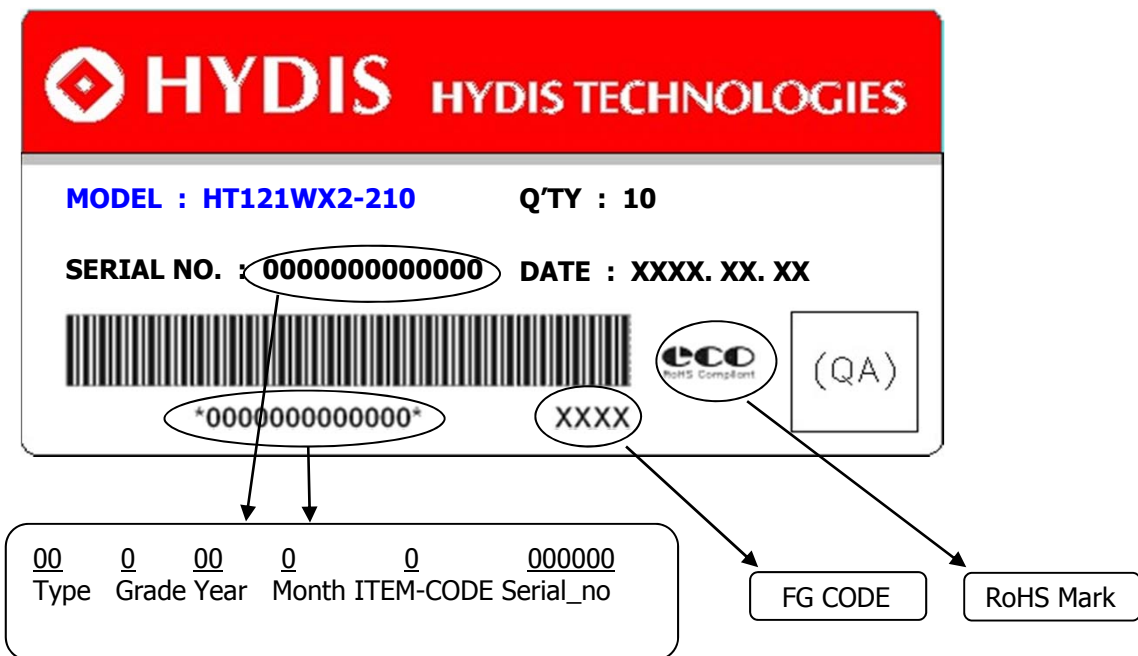 HYDIS HYDIS TECHNOLOGIES
MODEL : HT121WX2-210 Q'TY : 10
SERIAL NO. : 0000000000000 DATE : XXXX. XX. XX
eco
RoHS Compliant
(QA)
*0000000000000* XXXX
00 0 00 0 0 000000
Type Grade Year Month ITEM-CODE Serial_no
FG CODE
RoHS Mark